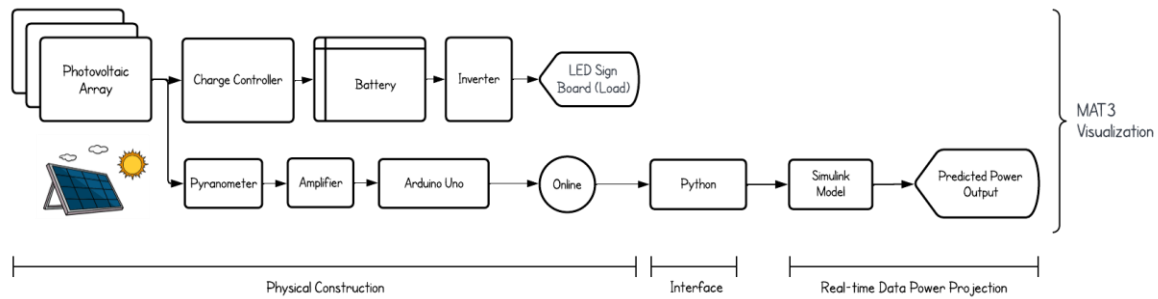 Photovoltaic
Array
Charge Controller
Battery
Inverter
LED Sign
Board (Load)
MAT3
Visualization
Pyranometer
Amplifier
Arduino Uno
Online
Python
Simulink
Model
Predicted Power
Output
Physical Construction
Interface
Real-time Data Power Projection